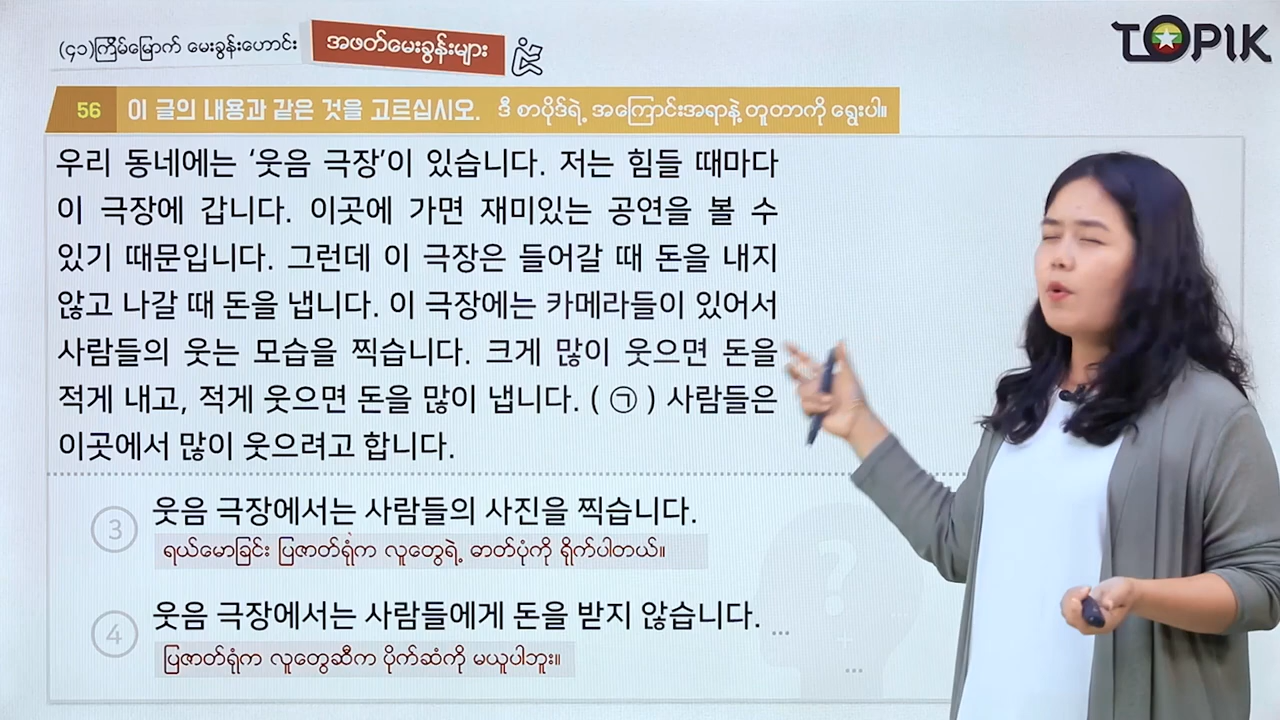 (၄၁)ကြိမ်မြောက် မေးခွန်းဟောင်း
အဖတ်မေးခွန်းများ
TOPIK
56 이 글의 내용과 같은 것을 고르십시오. ဒီ စာပိုဒ်ရဲ့ အကြောင်းအရာနဲ့ တူတာကို ရွေးပါ။
우리 동네에는 ‘웃음 극장’이 있습니다. 저는 힘들 때마다
이 극장에 갑니다. 이곳에 가면 재미있는 공연을 볼 수
있기 때문입니다. 그런데 이 극장은 들어갈 때 돈을 내지
않고 나갈 때 돈을 냅니다. 이 극장에는 카메라들이 있어서
사람들의 웃는 모습을 찍습니다. 크게 많이 웃으면 돈을
적게 내고, 적게 웃으면 돈을 많이 냅니다. ( ㉠ ) 사람들은
이곳에서 많이 웃으려고 합니다.
3 웃음 극장에서는 사람들의 사진을 찍습니다.
ရယ်မောခြင်း ပြဇာတ်ရုံက လူတွေရဲ့ ဓာတ်ပုံကို ရိုက်ပါတယ်။
4 웃음 극장에서는 사람들에게 돈을 받지 않습니다.
ပြဇာတ်ရုံက လူတွေဆီက ပိုက်ဆံကို မယူပါဘူး။